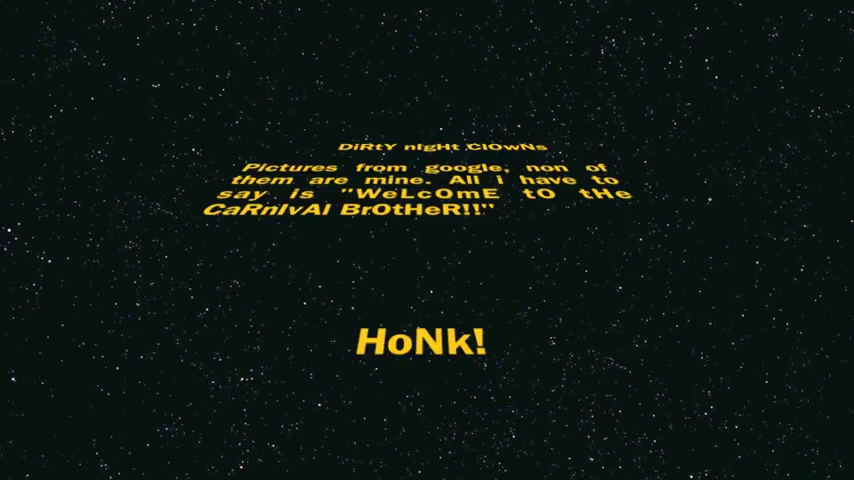 DiRtY nIgHt ClOwNs
Pictures from google, non of
them are mine. All i have to
say is "WeLcOmE tO tHe
CaRnIvAl BrOtHeR!!"
HoNk!